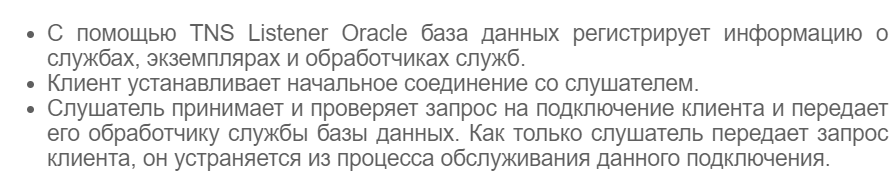 • С помощью TNS Listener Oracle база данных регистрирует информацию о
службах, экземплярах и обработчиках служб.
• Клиент устанавливает начальное соединение со слушателем.
• Слушатель принимает и проверяет запрос на подключение клиента и передает
его обработчику службы базы данных. Как только слушатель передает запрос
клиента, он устраняется из процесса обслуживания данного подключения.